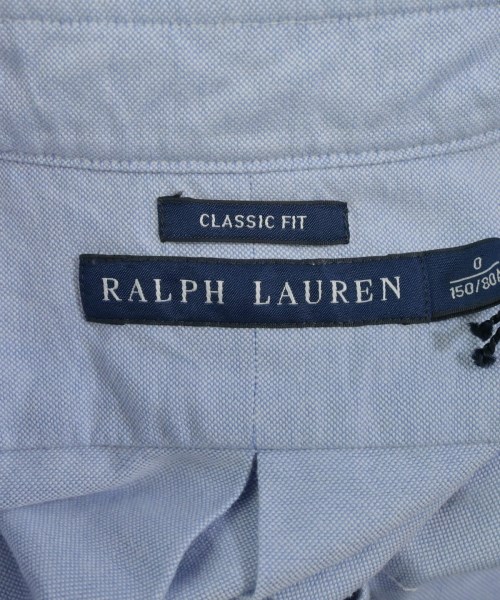 CLASSIC FIT
RALPH LAUREN
0
150/80